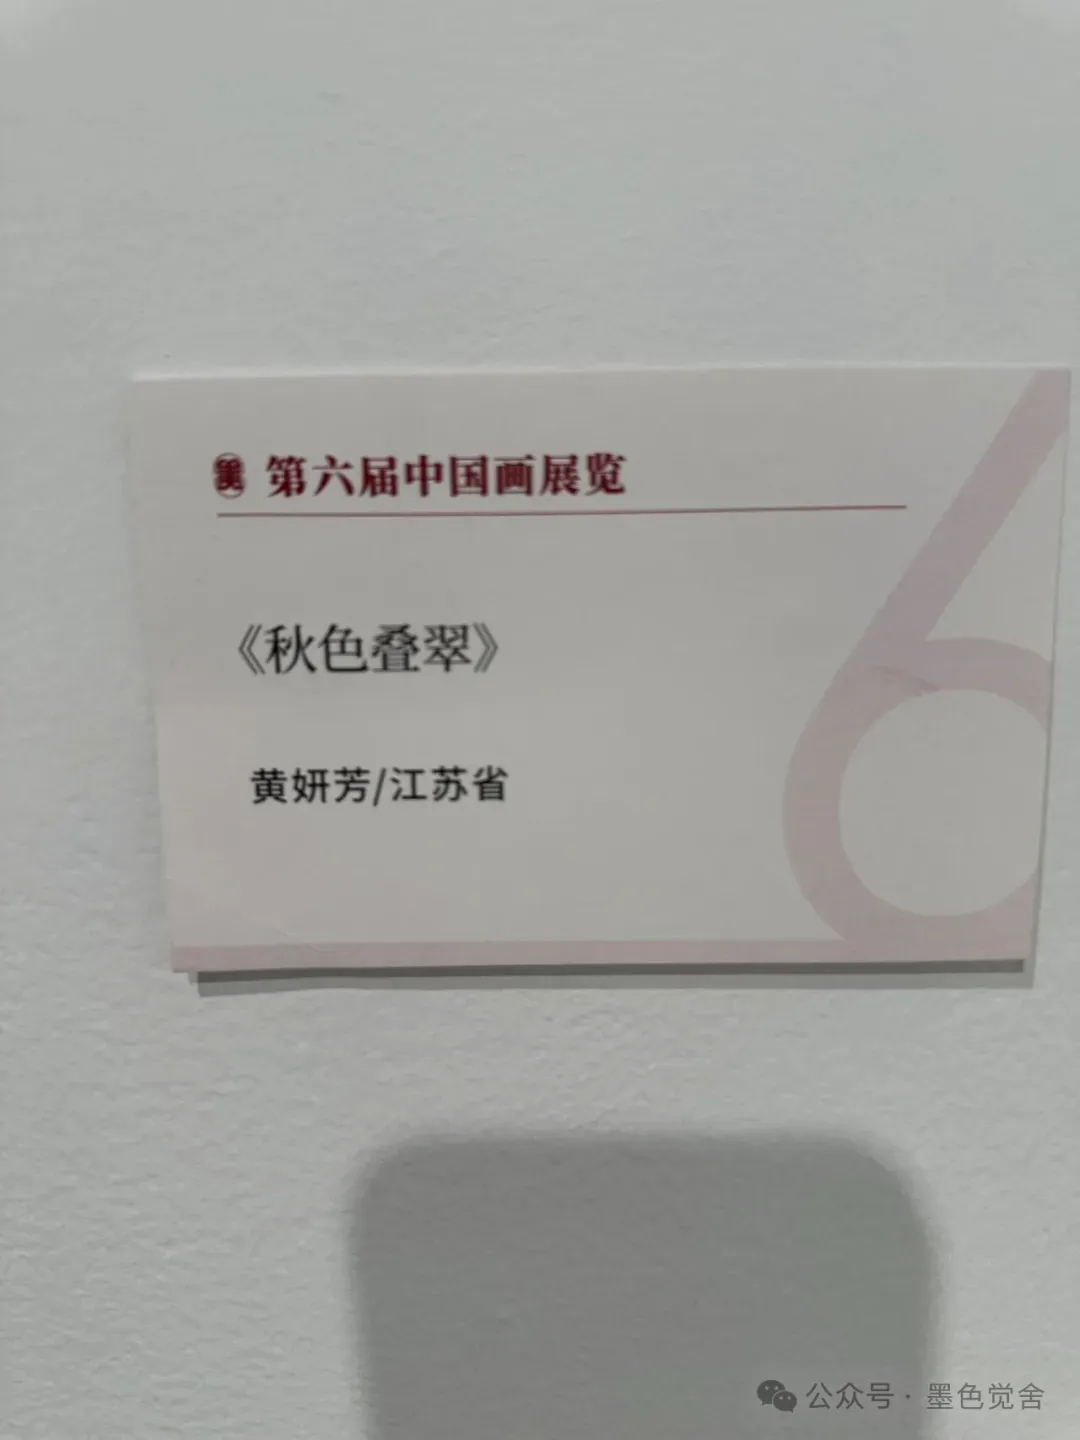 第六届中国画展览
《秋色叠翠》
黄妍芳/江苏省
6
公众号·墨色觉舍